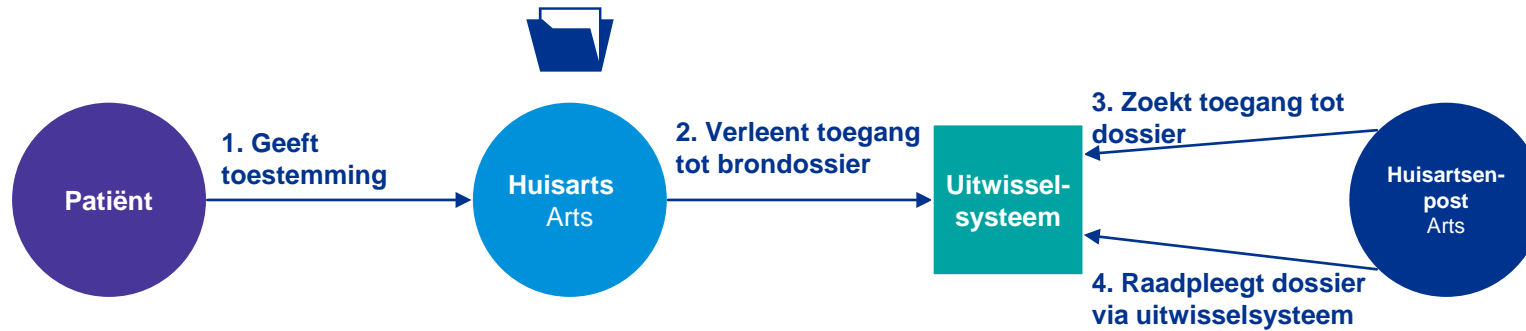 Patiënt
1. Geeft
toestemming
Huisarts
Arts
2. Verleent toegang
tot brondossier
Uitwissel-
systeem
3. Zoekt toegang tot
dossier
4. Raadpleegt dossier
via uitwisselsysteem
Huisartsen-
post
Arts